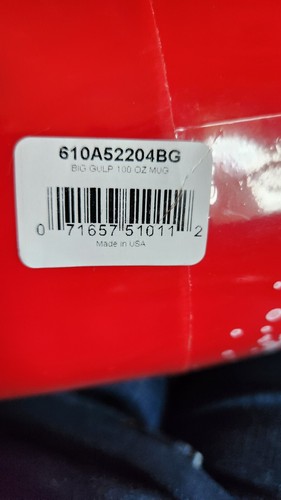 610A52204BG
BIG GULP 100 OZ MUG
0 71657 51011 2
Made in USA